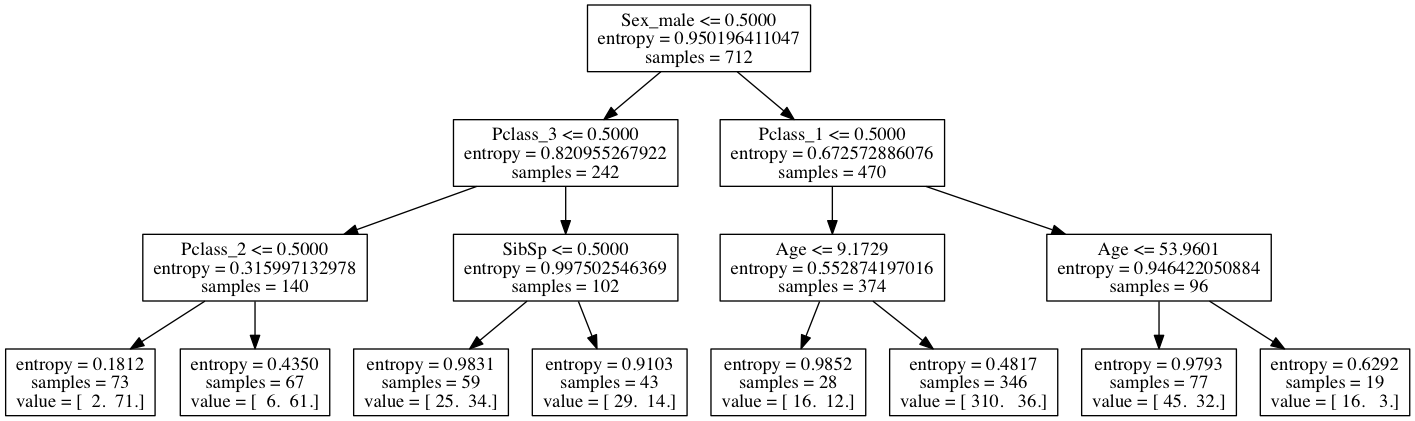 Sex_male <= 0.5000
entropy = 0.950196411047
samples = 712
Pclass_3 <= 0.5000
entropy = 0.820955267922
samples = 242
Pclass_1 <= 0.5000
entropy = 0.672572886076
samples = 470
Pclass_2 <= 0.5000
entropy = 0.315997132978
samples = 140
SibSp <= 0.5000
entropy = 0.997502546369
samples = 102
Age <= 9.1729
entropy = 0.552874197016
samples = 374
Age <= 53.9601
entropy = 0.946422050884
samples = 96
entropy = 0.1812
samples = 73
value = [ 2. 71.]
entropy = 0.4350
samples = 67
value = [ 6. 61.]
entropy = 0.9831
samples = 59
value = [ 25. 34.]
entropy = 0.9103
samples = 43
value = [ 29. 14.]
entropy = 0.9852
samples = 28
value = [ 16. 12.]
entropy = 0.4817
samples = 346
value = [ 310. 36.]
entropy = 0.9793
samples = 77
value = [ 45. 32.]
entropy = 0.6292
samples = 19
value = [ 16. 3.]